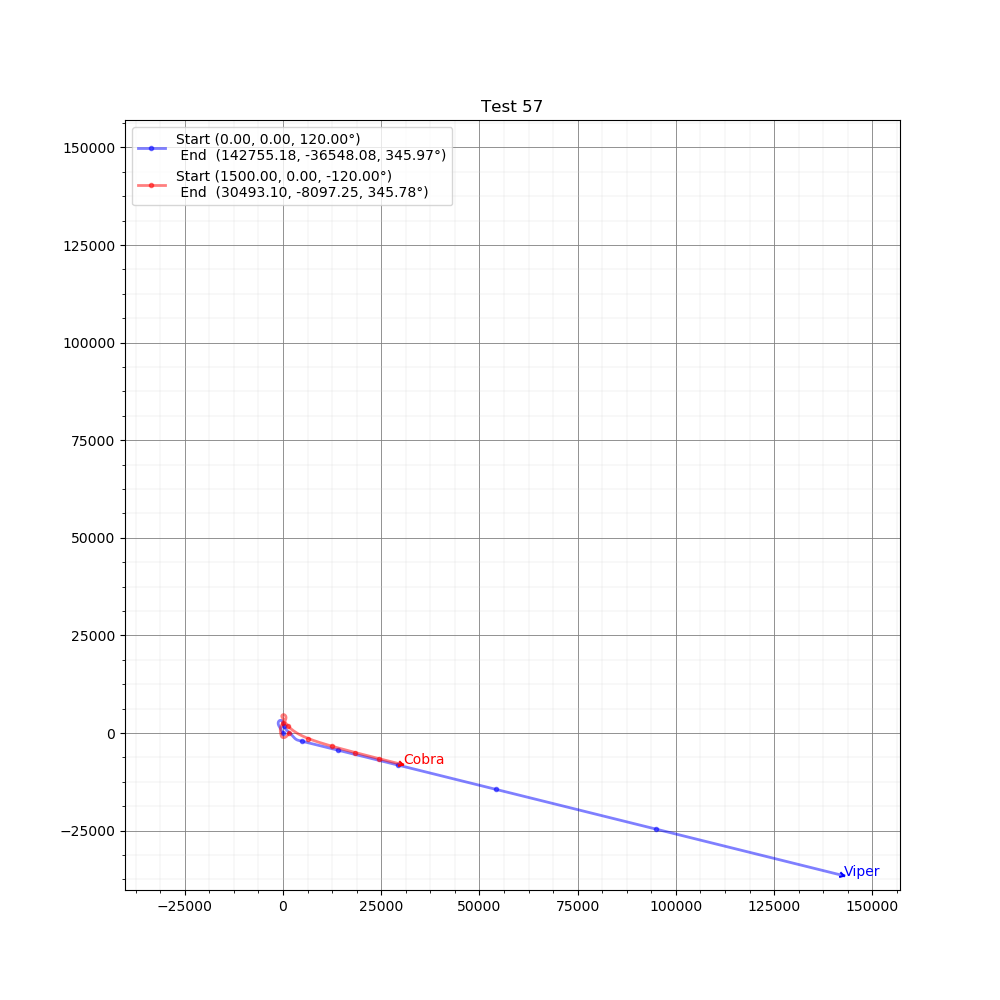 Test 57
Start (0.00, 0.00, 120.00°)
End  (142755.18, -36548.08, 345.97°)
Start (1500.00, 0.00, -120.00°)
End  (30493.10, -8097.25, 345.78°)
150000
125000
100000
75000
50000
25000
0
−25000
Cobra
Viper
−25000 0 25000 50000 75000 100000 125000 150000